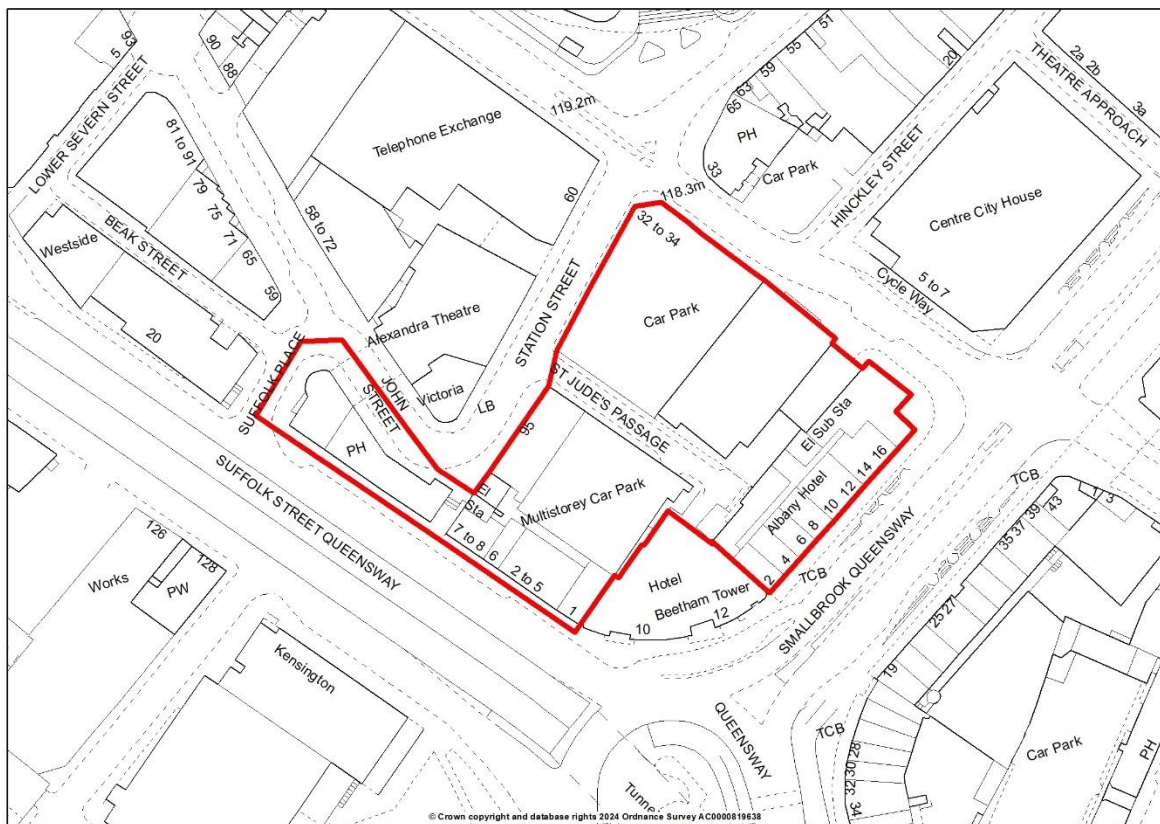 93
5
90
88
LOWER SEVERN STREET
81 to 91
79
75
71
65
59
BEAK STREET
Westside
20
Telephone Exchange
58 to 72
60
119.2m
51
55
59
63
65
PH
33
Car Park
20
118.3m
HINCKLEY STREET
THEATRE APPROACH
2a
2b
3a
Centre City House
5 to 7
Cycle Way
32 to 34
Car Park
STATION STREET
Alexandra Theatre
Victoria
LB
95
SUFFOLK PLACE
JOHN
STREET
PH
ST JUDE'S PASSAGE
El Sub Sta
Albany Hotel
16
14
12
10
8
6
4
2
El
Sta
Multistorey Car Park
7 to 8
6
2 to 5
1
Hotel
Beetham Tower
10
12
TCB
SMALLBROOK QUEENSWAY
TCB
SUFFOLK STREET QUEENSWAY
126
128
Works
PW
Kensington
QUEENSWAY
TCB
43
39
37
35
3
27
25
19
28
30
32
34
Car Park
PH
© Crown copyright and database rights 2024 Ordnance Survey AC0000819638